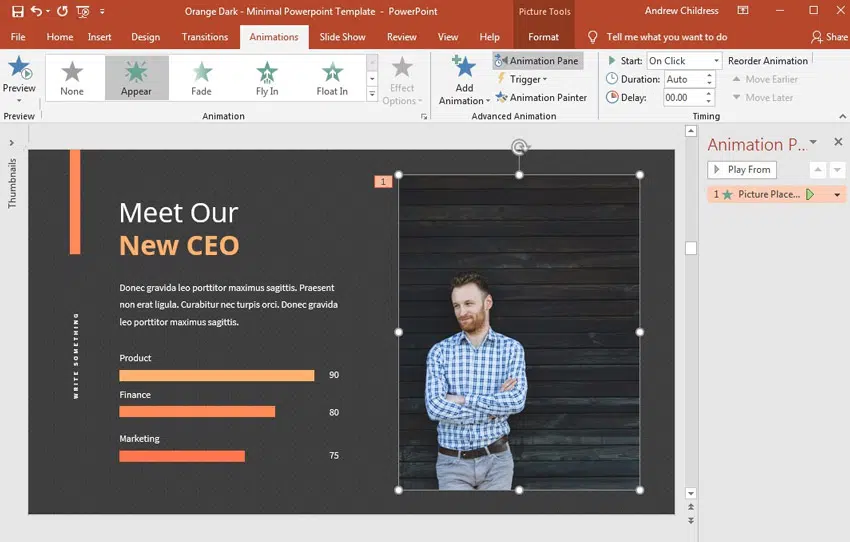 Orange Dark - Minimal Powerpoint Template - PowerPoint
Picture Tools
Andrew Childress
File
Home
Insert
Design
Transitions
Animations
Slide Show
Review
View
Help
Format
Tell me what you want to do
Share
Preview
None
Appear
Fade
Fly In
Float In
Effect
Options
Add
Animation
Animation Pane
Trigger
Animation Painter
Start: On Click
Duration: Auto
Delay: 00.00
Reorder Animation
Move Earlier
Move Later
Preview
Animation
Advanced Animation
Timing
Thumbnails
1
Meet Our
New CEO
Donec gravida leo porttitor maximus sagittis. Praesent
non erat ligula. Curabitur nec turpis orci. Donec gravida
leo porttitor maximus sagittis.
WRITE SOMETHING
Product
90
Finance
80
Marketing
75
Animation P...
Play From
1 Picture Place...